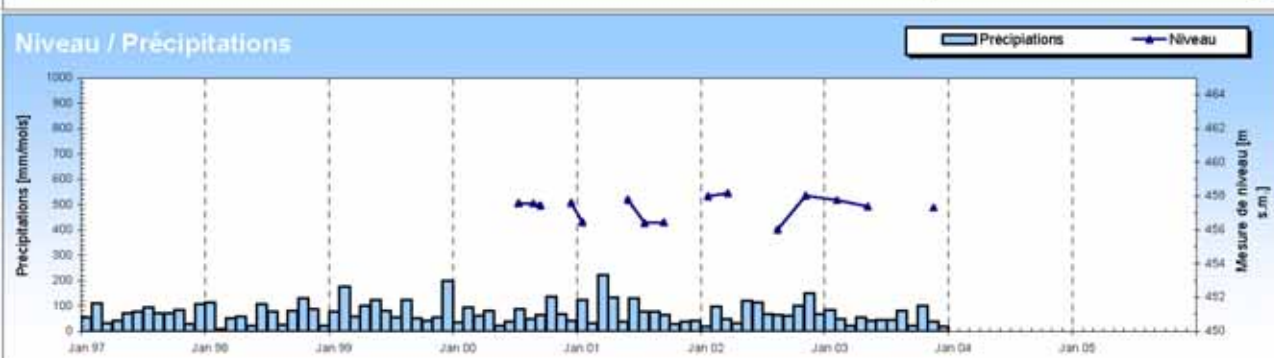 Niveau / Précipitations
Precipiations
Niveau
Precipitations [mm/mois]
1000
900
800
700
600
500
400
300
200
100
0
464
462
460
458
456
454
452
450
Mesure de niveau [m
s.m.]
Jan 97
Jan 98
Jan 99
Jan 00
Jan 01
Jan 02
Jan 03
Jan 04
Jan 05